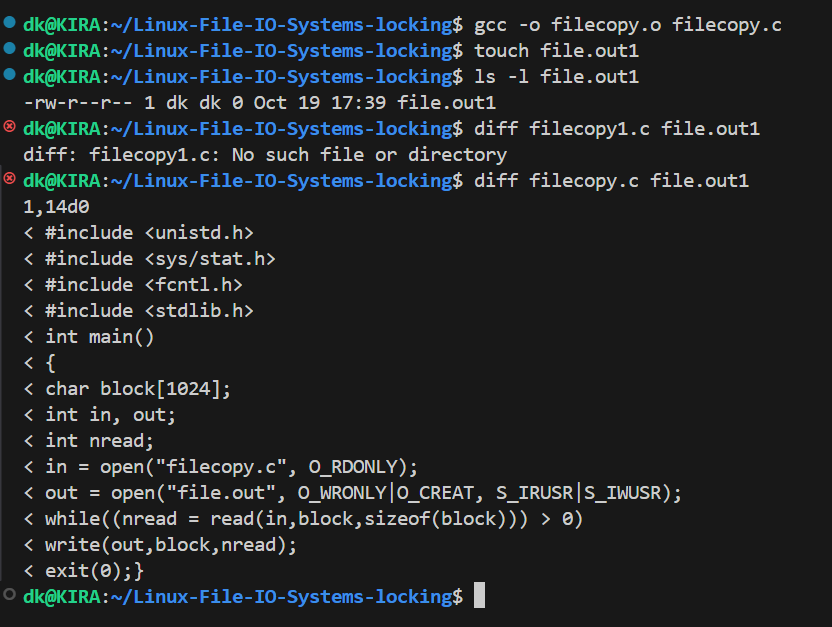 dk@KIRA:~/Linux-File-IO-Systems-locking$ gcc -o filecopy.o filecopy.c
dk@KIRA:~/Linux-File-IO-Systems-locking$ touch file.out1
dk@KIRA:~/Linux-File-IO-Systems-locking$ ls -l file.out1
-rw-r--r-- 1 dk dk 0 Oct 19 17:39 file.out1
dk@KIRA:~/Linux-File-IO-Systems-locking$ diff filecopy1.c file.out1
diff: filecopy1.c: No such file or directory
dk@KIRA:~/Linux-File-IO-Systems-locking$ diff filecopy.c file.out1
1,14d0
< #include <unistd.h>
< #include <sys/stat.h>
< #include <fcntl.h>
< #include <stdlib.h>
< int main()
< {
< char block[1024];
< int in, out;
< int nread;
< in = open("filecopy.c", O_RDONLY);
< out = open("file.out", O_WRONLY|O_CREAT, S_IRUSR|S_IWUSR);
< while((nread = read(in,block,sizeof(block))) > 0)
< write(out,block,nread);
< exit(0);}
dk@KIRA:~/Linux-File-IO-Systems-locking$